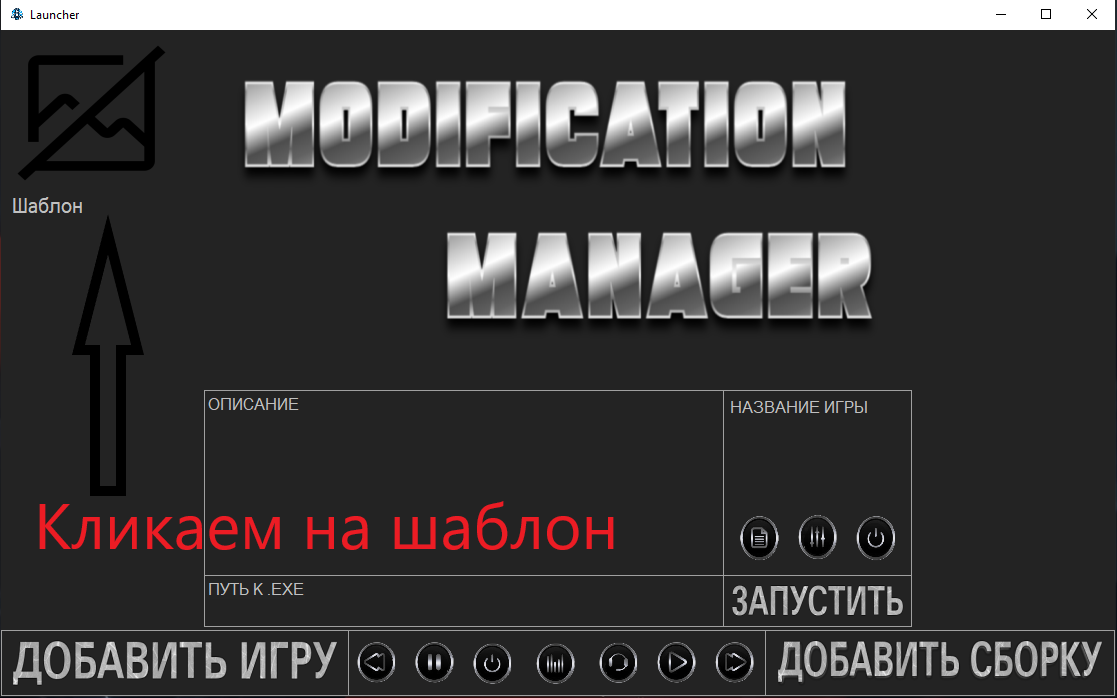 Launcher
MODIFICATION
MANAGER
Шаблон
ОПИСАНИЕ
НАЗВАНИЕ ИГРЫ
Кликаем на шаблон
ПУТЬ К .EXE
ЗАПУСТИТЬ
ДОБАВИТЬ ИГРУ
ДОБАВИТЬ СБОРКУ